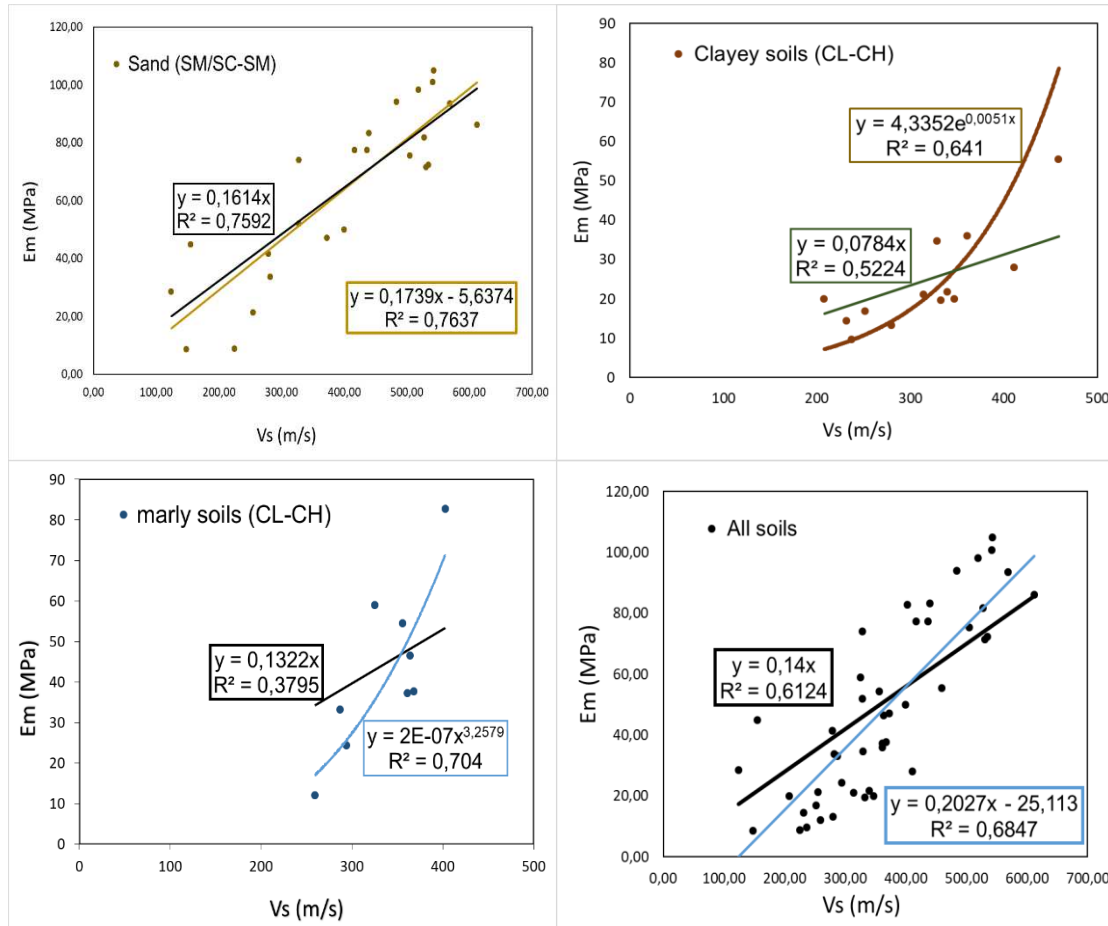 120,00
100,00
80,00
60,00
40,00
20,00
0,00
Em (MPa)
Sand (SM/SC-SM)
y = 0,1614x
R² = 0,7592
y = 0,1739x - 5,6374
R² = 0,7637
0,00 100,00 200,00 300,00 400,00 500,00 600,00 700,00
Vs (m/s)
90
80
70
60
50
40
30
20
10
0
Em (MPa)
Clayey soils (CL-CH)
y = 4,3352e^0,0051x
R² = 0,641
y = 0,0784x
R² = 0,5224
0 100 200 300 400 500
Vs (m/s)
90
80
70
60
50
40
30
20
10
0
Em (MPa)
marly soils (CL-CH)
y = 0,1322x
R² = 0,3795
y = 2E-07x^3,2579
R² = 0,704
0 100 200 300 400 500
Vs (m/s)
120,00
100,00
80,00
60,00
40,00
20,00
0,00
Em (MPa)
All soils
y = 0,14x
R² = 0,6124
y = 0,2027x - 25,113
R² = 0,6847
0,00 100,00 200,00 300,00 400,00 500,00 600,00 700,00
Vs (m/s)